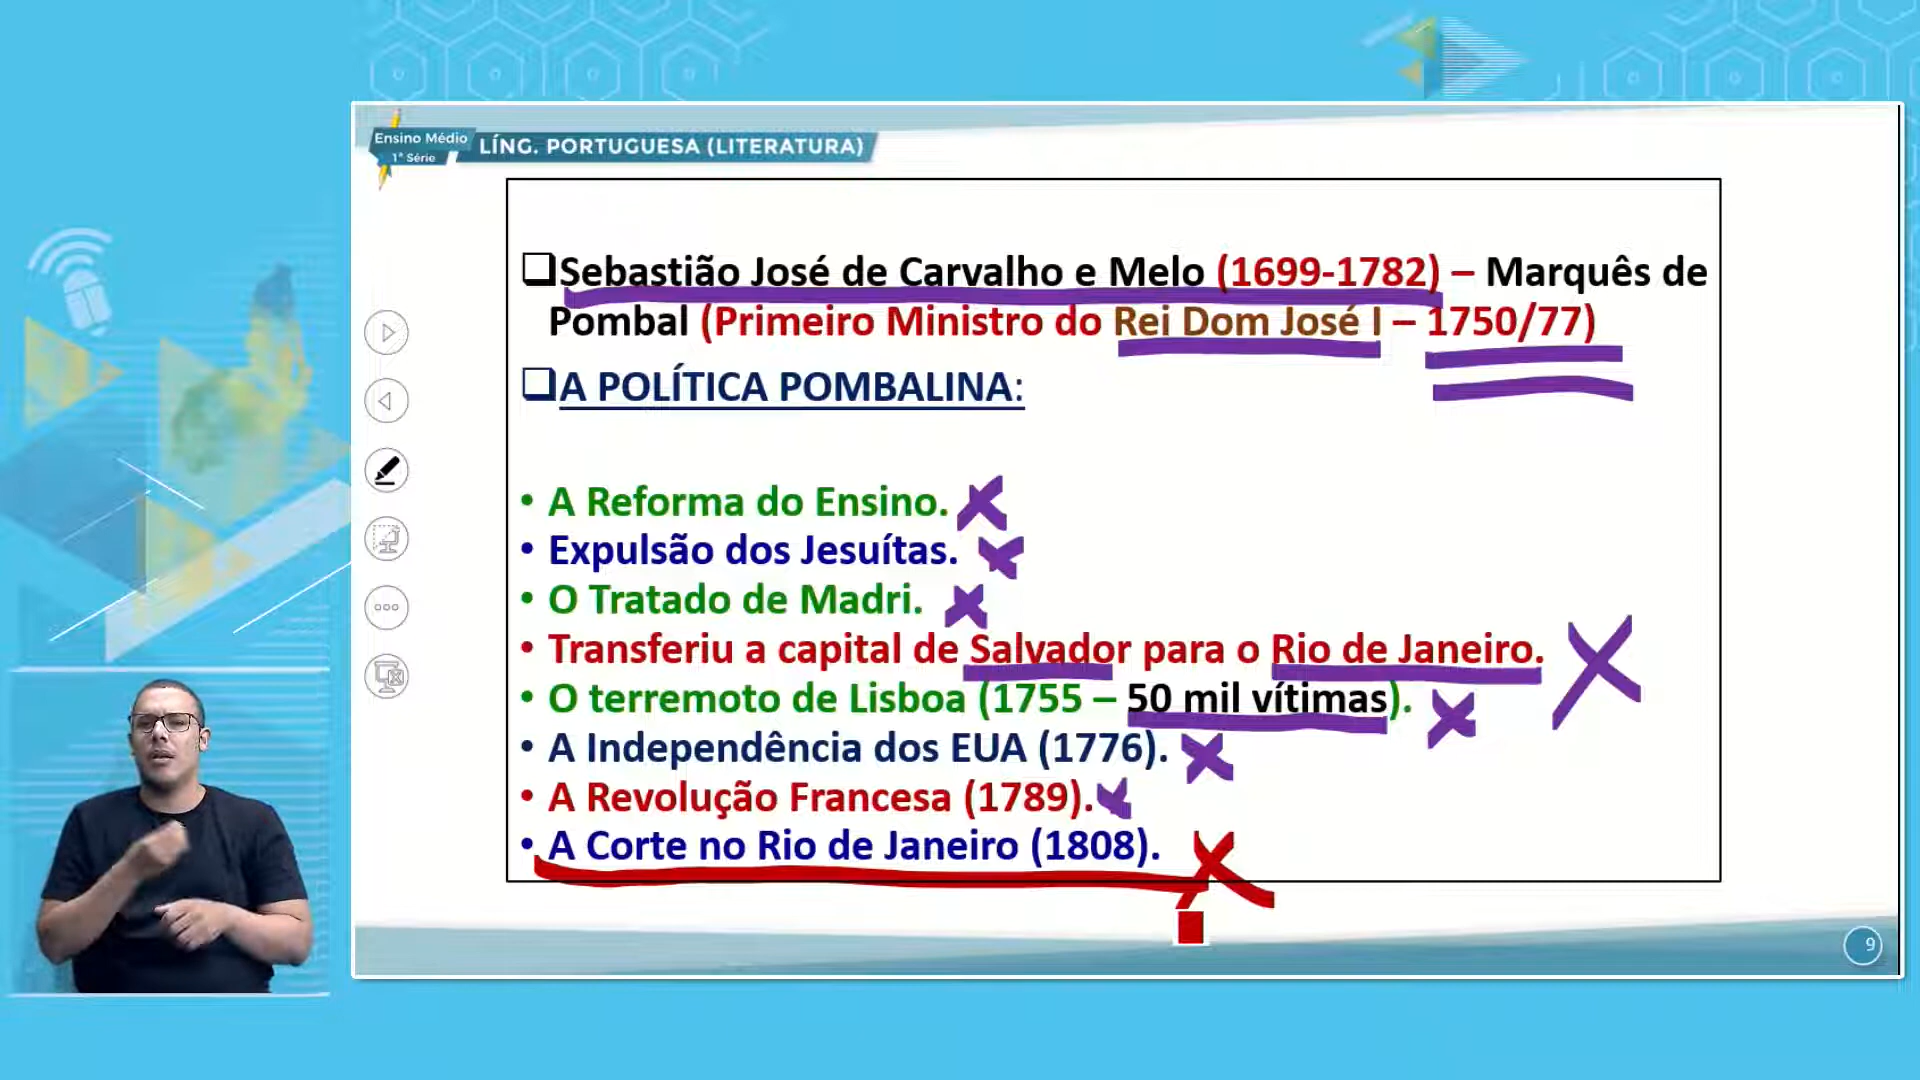 Ensino Médio
1ª Série
LÍNG. PORTUGUESA (LITERATURA)
Sebastião José de Carvalho e Melo (1699-1782) – Marquês de
Pombal (Primeiro Ministro do Rei Dom José I – 1750/77)
A POLÍTICA POMBALINA:
• A Reforma do Ensino.
• Expulsão dos Jesuítas.
• O Tratado de Madri.
• Transferiu a capital de Salvador para o Rio de Janeiro.
• O terremoto de Lisboa (1755 – 50 mil vítimas).
• A Independência dos EUA (1776).
• A Revolução Francesa (1789).
• A Corte no Rio de Janeiro (1808).
9